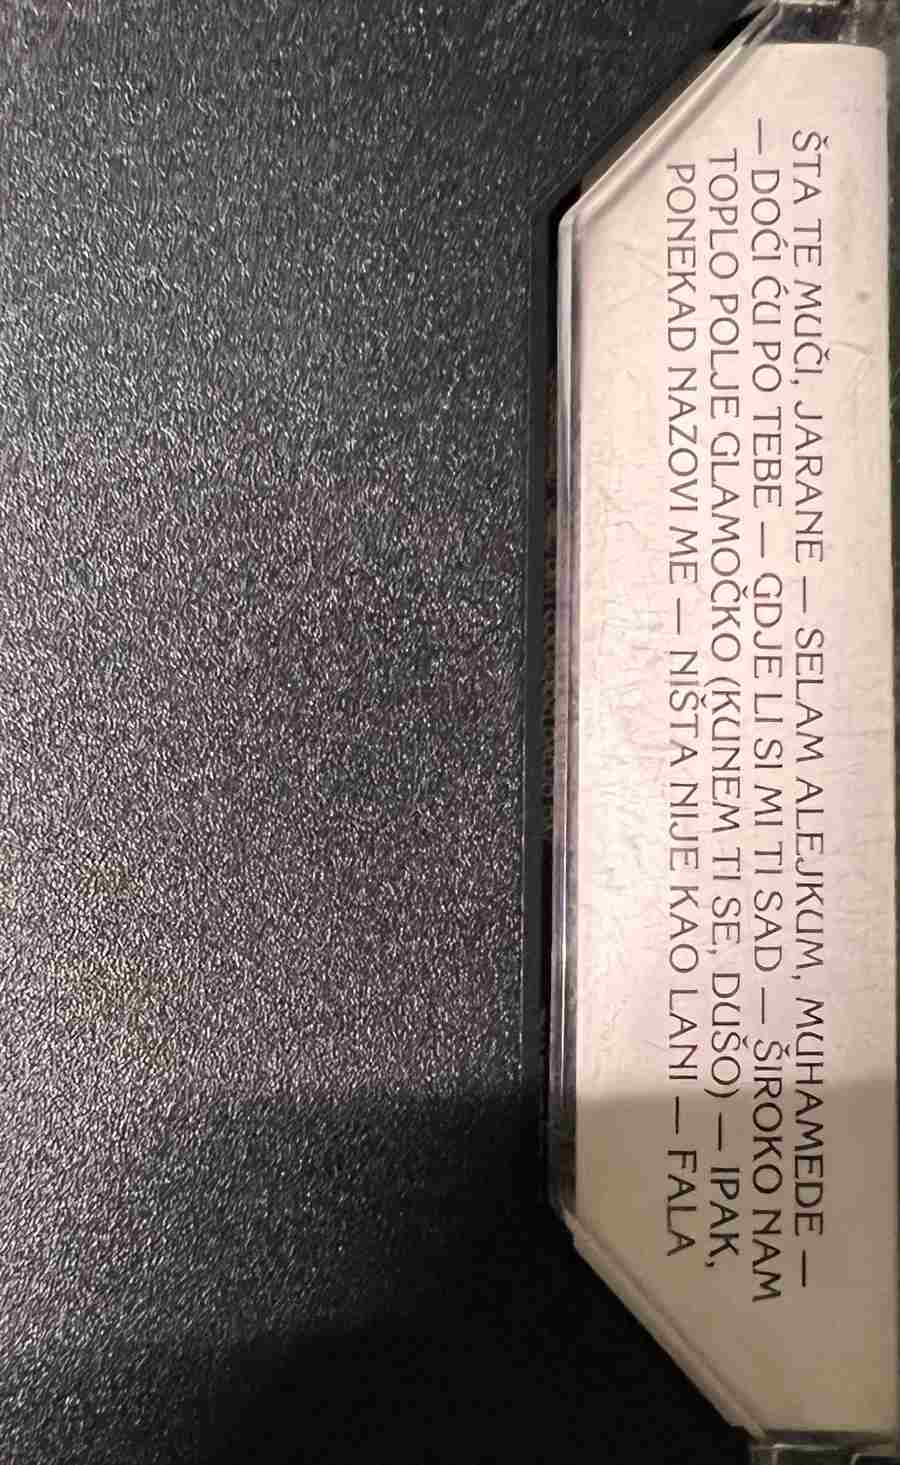 ŠTA TE MUČI, JARANE — SELAM ALEJKUM, MUHAMEDE —
— DOĆI ĆU PO TEBE — GDJE LI SI MI TI SAD — ŠIROKO NAM
TOPLO POLJE GLAMOČKO (KUNEM TI SE, DUŠO) — IPAK,
PONEKAD NAZOVI ME — NIŠTA NIJE KAO LANI — FALA